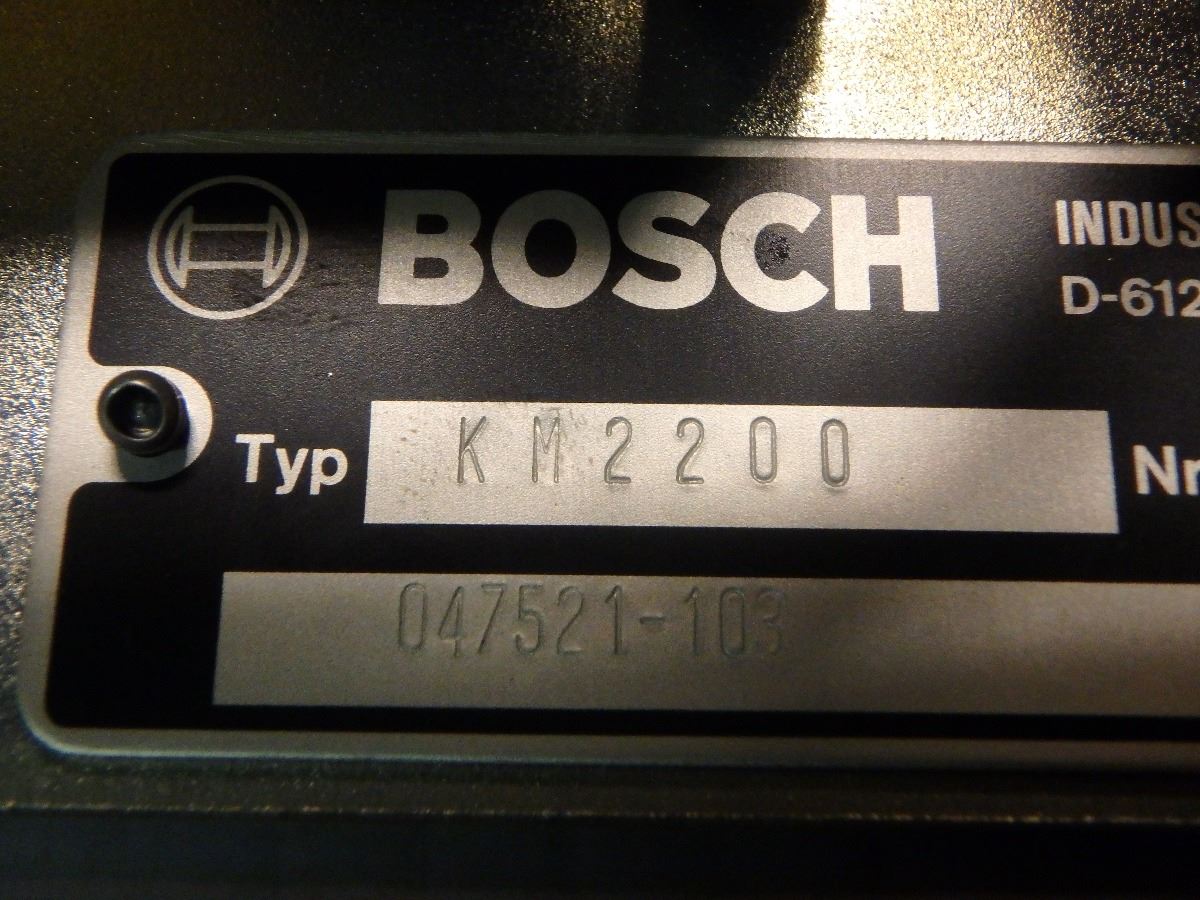 BOSCH
INDUS
D-612
Typ KM2200 Nr
047521-103